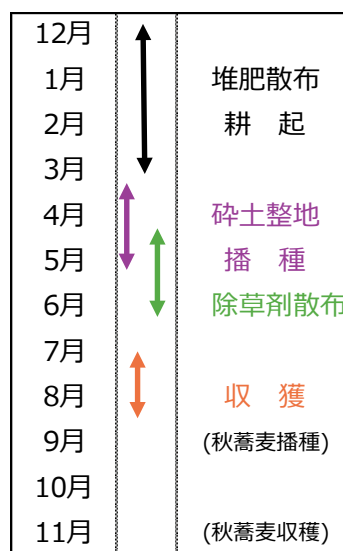 12月
1月 堆肥散布
2月 耕 起
3月
4月 砕土整地
5月 播 種
6月 除草剤散布
7月
8月 収 獲
9月 (秋蕎麦播種)
10月
11月 (秋蕎麦収穫)